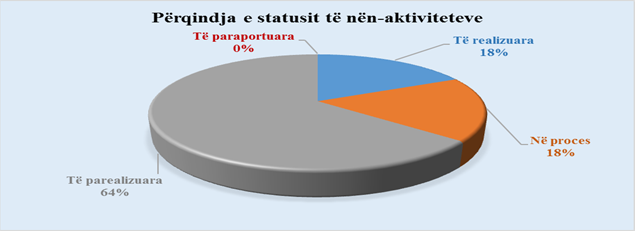 Përqindja e statusit të nën-aktiviteteve
Të paraportuara
0%
Të realizuara
18%
Në proces
18%
Të parealizuara
64%